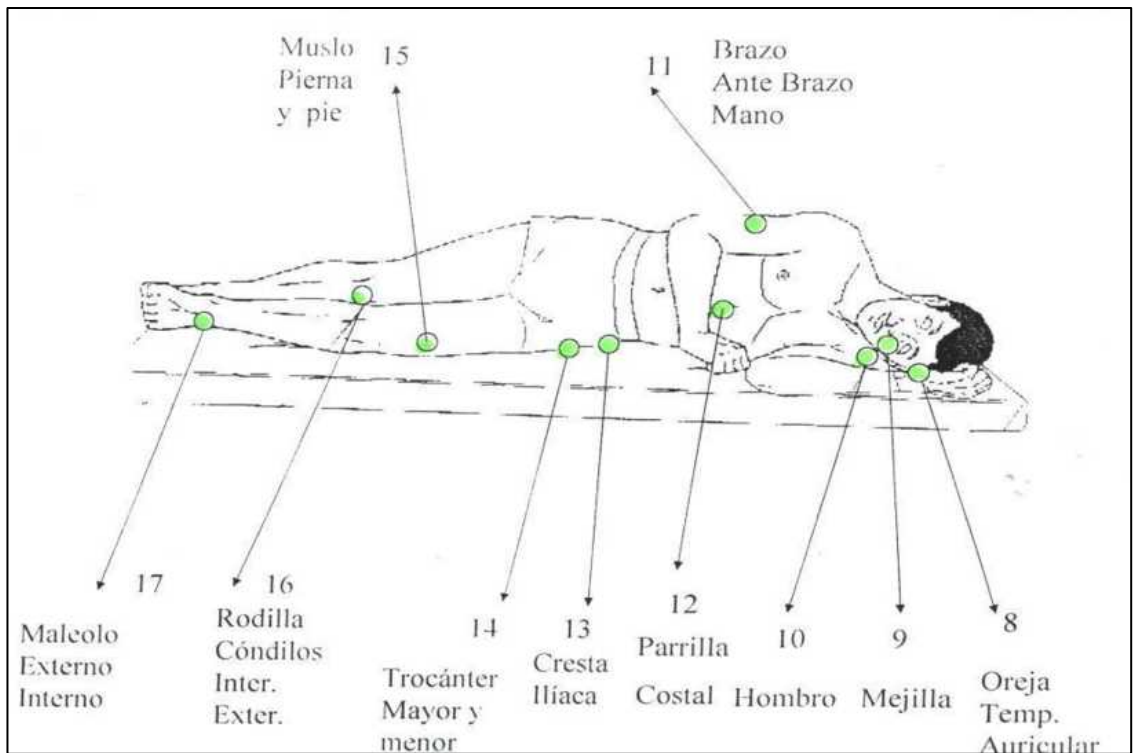 Muslo 15
Pierna
y pie
11 Brazo
Ante Brazo
Mano
17
Maleolo
Externo
Interno
16
Rodilla
Cóndilos
Inter.
Exter.
14
Trocánter
Mayor y
menor
13
Cresta
Ilíaca
12
Parrilla
Costal
10
Hombro
9
Mejilla
8
Oreja
Temp.
Auricular